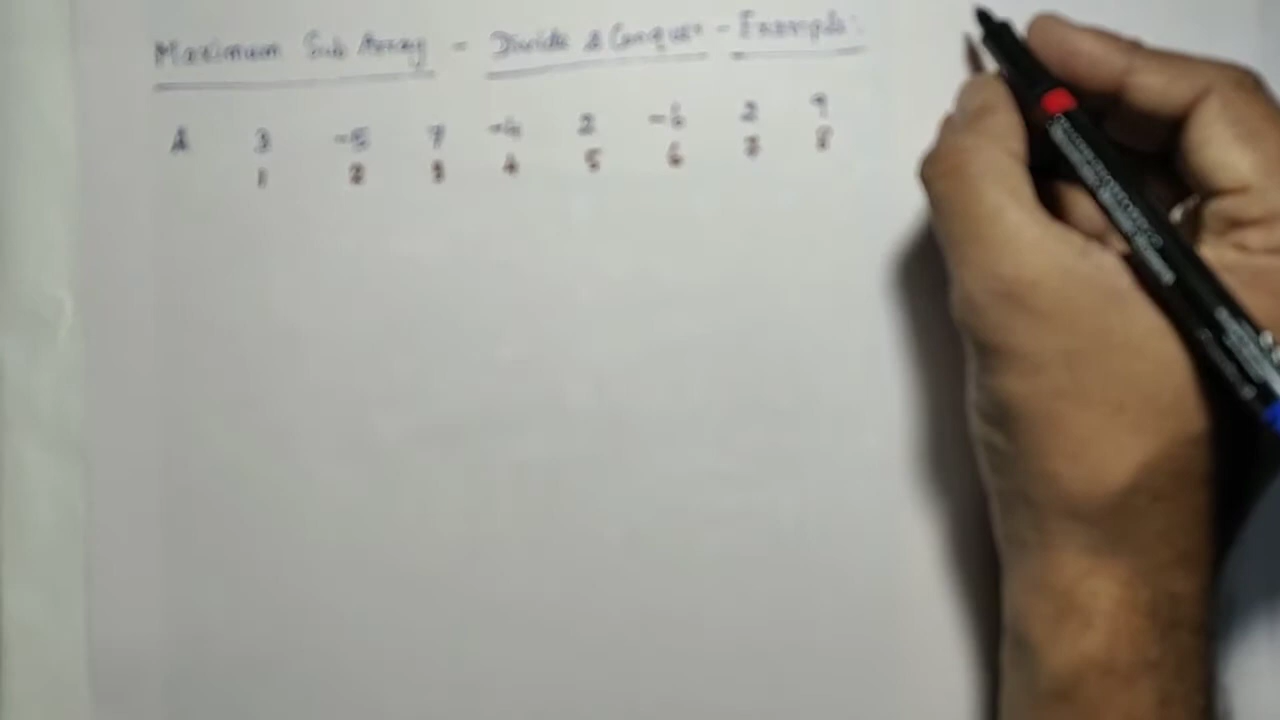 Maximum Sub Array - Divide & Conquer - Example:
A 3 -5 7 -4 2 -6 2 9
1 2 3 4 5 6 7 8